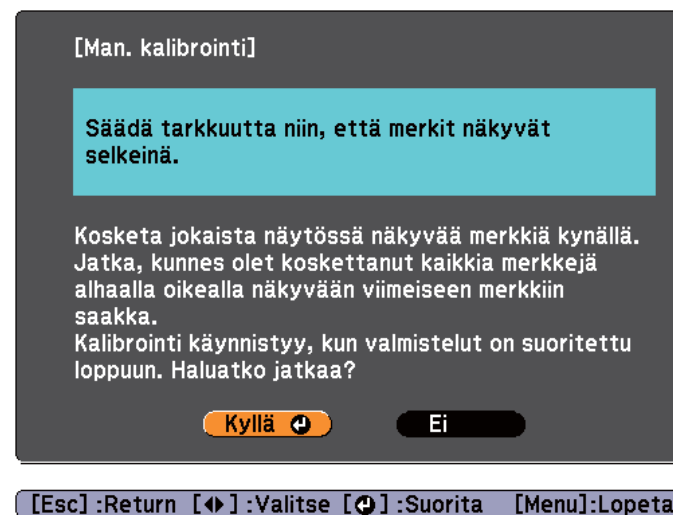 [Man. kalibrointi]
Säädä tarkkuutta niin, että merkit näkyvät
selkeinä.
Kosketa jokaista näytössä näkyvää merkkiä kynällä.
Jatka, kunnes olet koskettanut kaikkia merkkejä
alhaalla oikealla näkyvään viimeiseen merkkiin
saakka.
Kalibrointi käynnistyy, kun valmistelut on suoritettu
loppuun. Haluatko jatkaa?
Kyllä Ei
[Esc] :Return [◆] :Valitse [↵] :Suorita [Menu]:Lopeta